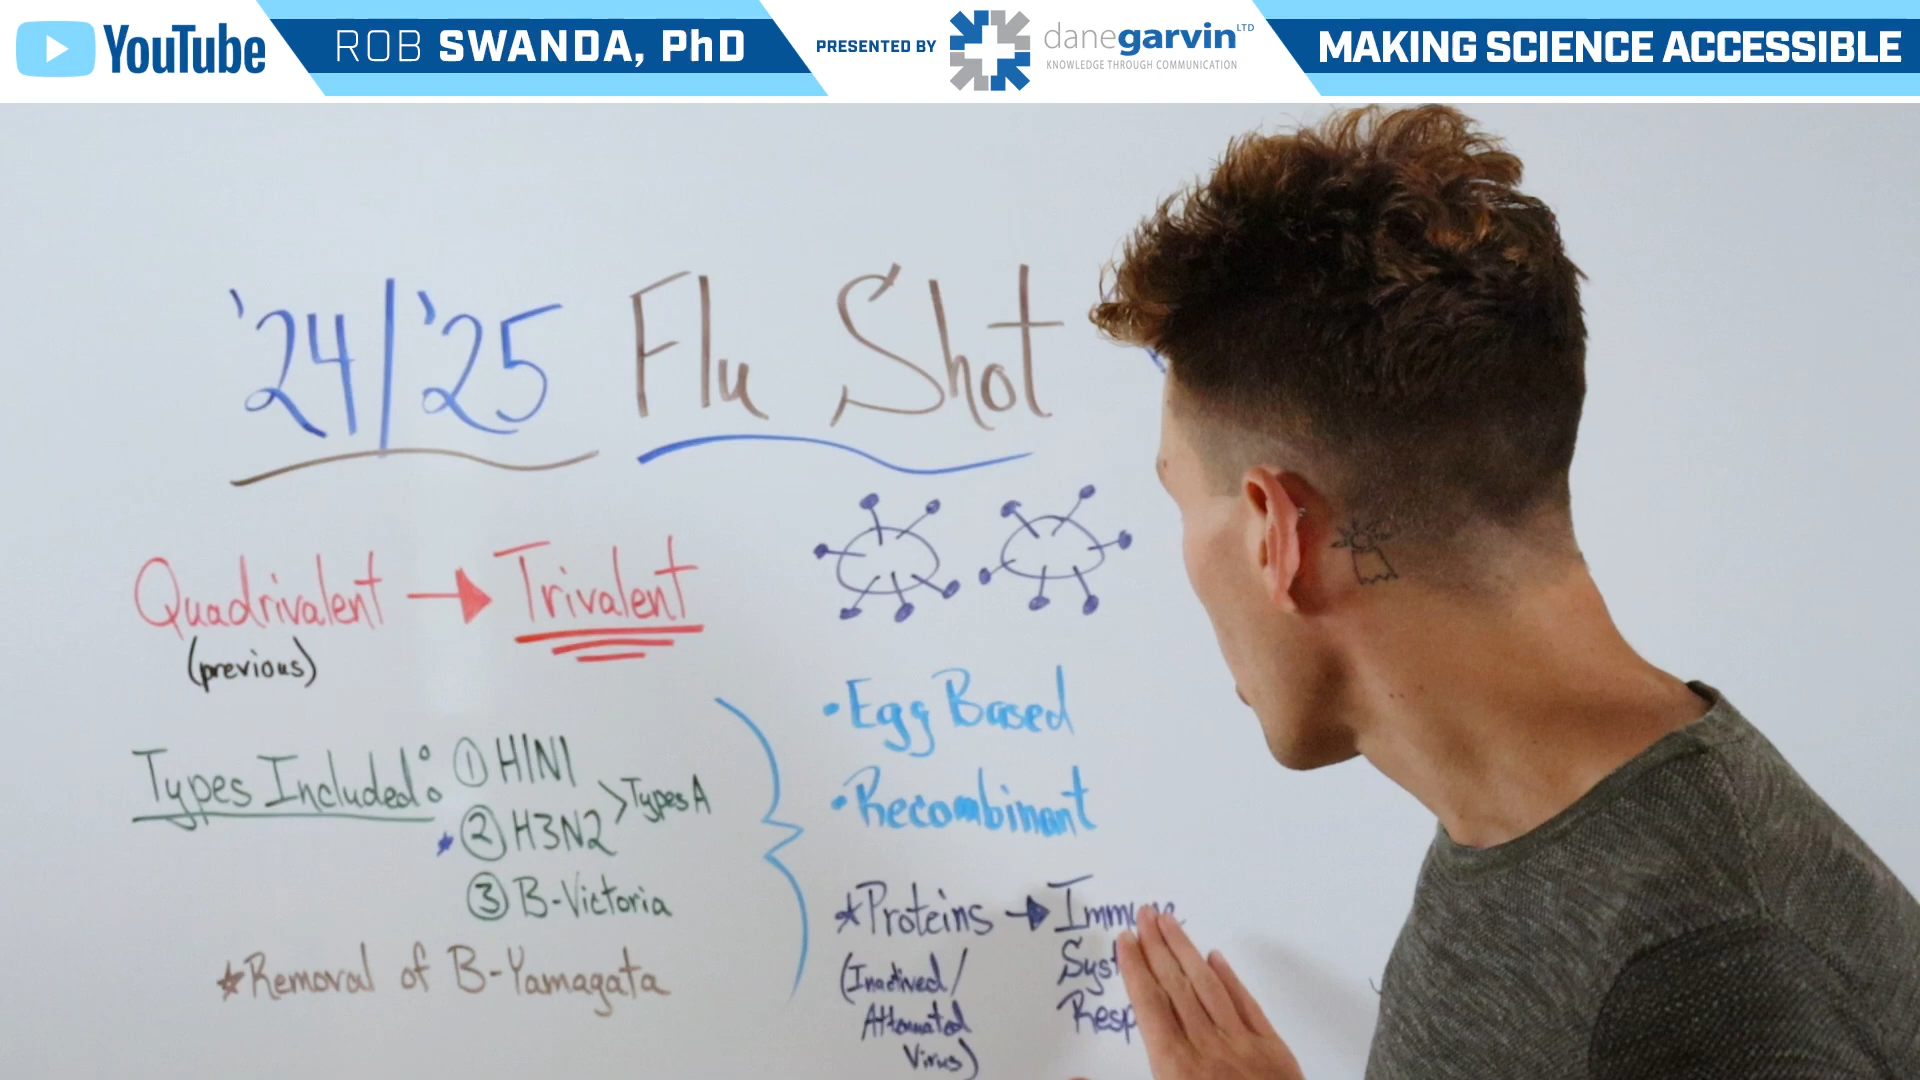 YouTube
ROB SWANDA, PhD
PRESENTED BY
danegarvin LTD
KNOWLEDGE THROUGH COMMUNICATION
MAKING SCIENCE ACCESSIBLE
'24/'25 Flu Shot
Quadrivalent → Trivalent
(previous)
Types Included: ① H1N1
② H3N2 > Types A
③ B-Victoria
★Removal of B-Yamagata
• Egg Based
• Recombinant
★Proteins → Immune
(Inactived/
Attenuated
Virus)
Syst
Resp